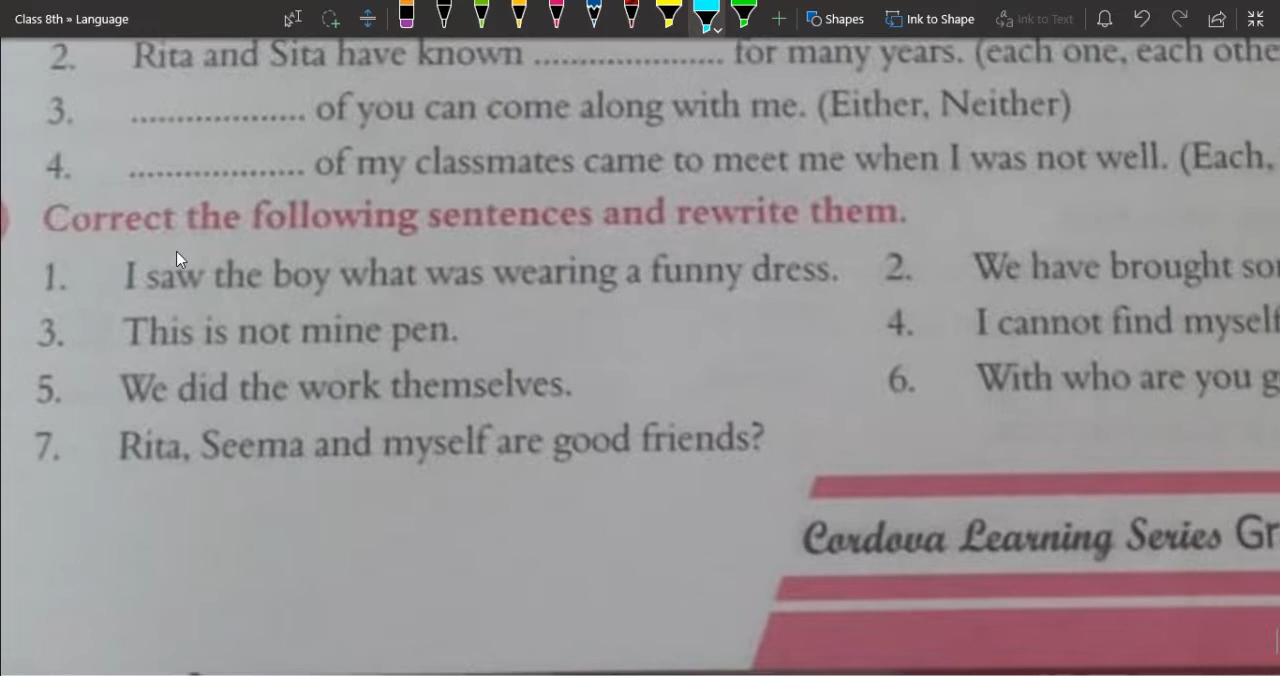 Class 8th » Language
Shapes
Ink to Shape
Ink to Text
2. Rita and Sita have known .................... for many years. (each one, each othe
3. ................... of you can come along with me. (Either, Neither)
4. ................... of my classmates came to meet me when I was not well. (Each,
Correct the following sentences and rewrite them.
1. I saw the boy what was wearing a funny dress. 2. We have brought so
3. This is not mine pen. 4. I cannot find myself
5. We did the work themselves. 6. With who are you g
7. Rita, Seema and myself are good friends?
Cordova Learning Series Gr